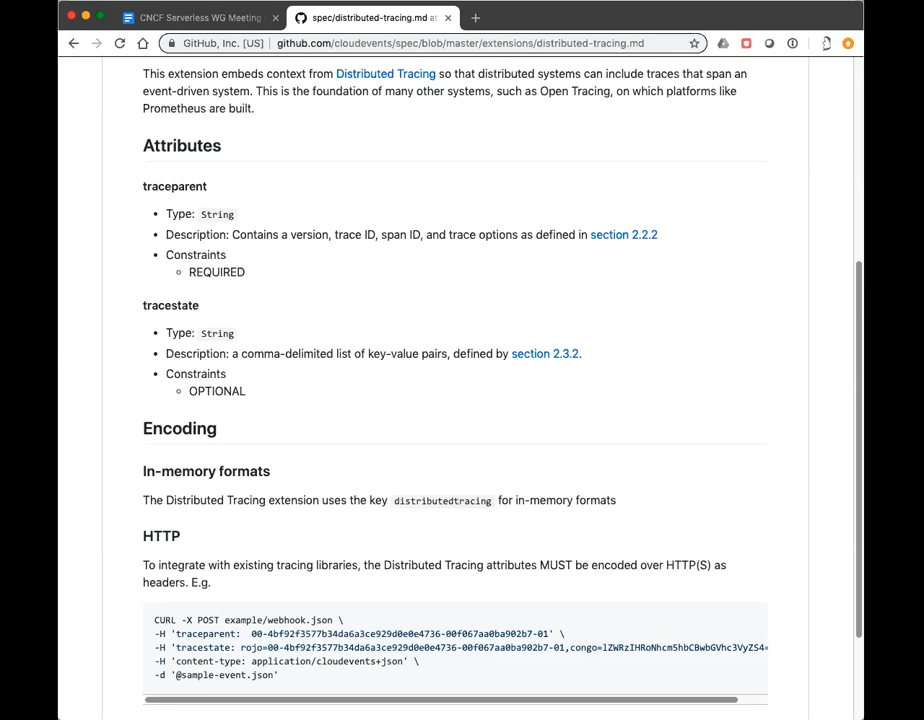 CNCF Serverless WG Meeting
spec/distributed-tracing.md at
GitHub, Inc. [US] github.com/cloudevents/spec/blob/master/extensions/distributed-tracing.md
This extension embeds context from Distributed Tracing so that distributed systems can include traces that span an
event-driven system. This is the foundation of many other systems, such as Open Tracing, on which platforms like
Prometheus are built.
Attributes
traceparent
• Type: String
• Description: Contains a version, trace ID, span ID, and trace options as defined in section 2.2.2
• Constraints
◦ REQUIRED
tracestate
• Type: String
• Description: a comma-delimited list of key-value pairs, defined by section 2.3.2.
• Constraints
◦ OPTIONAL
Encoding
In-memory formats
The Distributed Tracing extension uses the key distributedtracing for in-memory formats
HTTP
To integrate with existing tracing libraries, the Distributed Tracing attributes MUST be encoded over HTTP(S) as
headers. E.g.
CURL -X POST example/webhook.json \
-H 'traceparent:  00-4bf92f3577b34da6a3ce929d0e0e4736-00f067aa0ba902b7-01' \
-H 'tracestate: rojo=00-4bf92f3577b34da6a3ce929d0e0e4736-00f067aa0ba902b7-01,congo=lZWRzIHRoNhcm5hbCBwbGVhc3VyZS4=
-H 'content-type: application/cloudevents+json' \
-d '@sample-event.json'